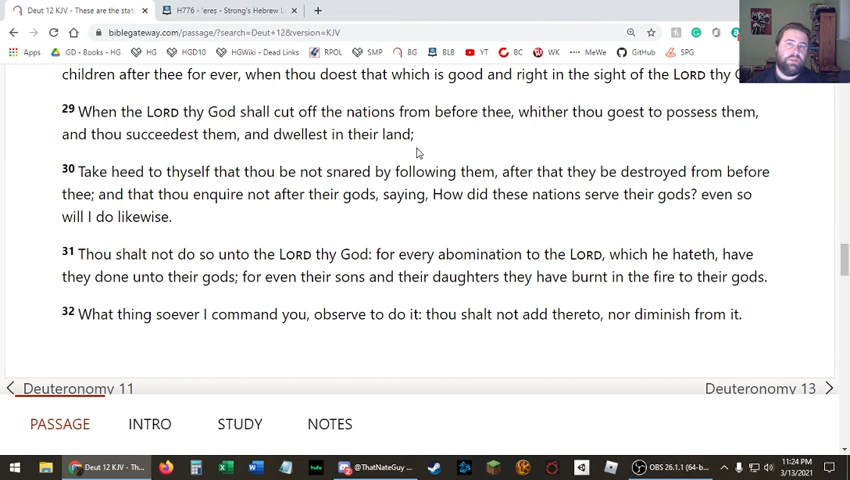 Deut 12 KJV - These are the stat
H776 - 'ereṣ - Strong's Hebrew L
biblegateway.com/passage/?search=Deut+12&version=KJV
Apps GD - Books - HG HG HGD10 HGWiki - Dead Links RPOL SMP BG BLB YT BC WK MeWe GitHub SPG
children after thee for ever, when thou doest that which is good and right in the sight of the LORD thy G
29 When the LORD thy God shall cut off the nations from before thee, whither thou goest to possess them,
and thou succeedest them, and dwellest in their land;
30 Take heed to thyself that thou be not snared by following them, after that they be destroyed from before
thee; and that thou enquire not after their gods, saying, How did these nations serve their gods? even so
will I do likewise.
31 Thou shalt not do so unto the LORD thy God: for every abomination to the LORD, which he hateth, have
they done unto their gods; for even their sons and their daughters they have burnt in the fire to their gods.
32 What thing soever I command you, observe to do it: thou shalt not add thereto, nor diminish from it.
Deuteronomy 11 Deuteronomy 13
PASSAGE INTRO STUDY NOTES
Deut 12 KJV - Th... hulu @ThatNateGuy ... OBS 26.1.1 (64-b...
11:24 PM
3/13/2021